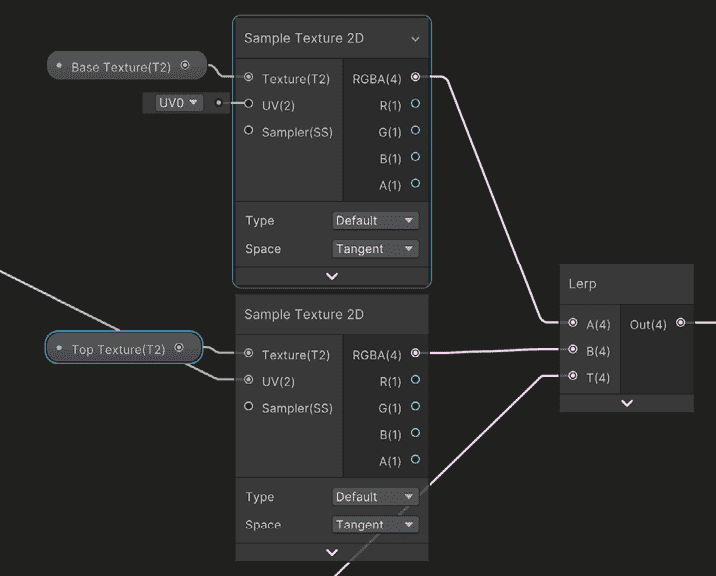 Sample Texture 2D
Base Texture(T2)
Texture(T2) RGBA(4)
UV0
UV(2) R(1)
Sampler(SS) G(1)
B(1)
A(1)
Type Default
Space Tangent
Sample Texture 2D
Top Texture(T2)
Texture(T2) RGBA(4)
UV(2) R(1)
Sampler(SS) G(1)
B(1)
A(1)
Type Default
Space Tangent
Lerp
A(4) Out(4)
B(4)
T(4)